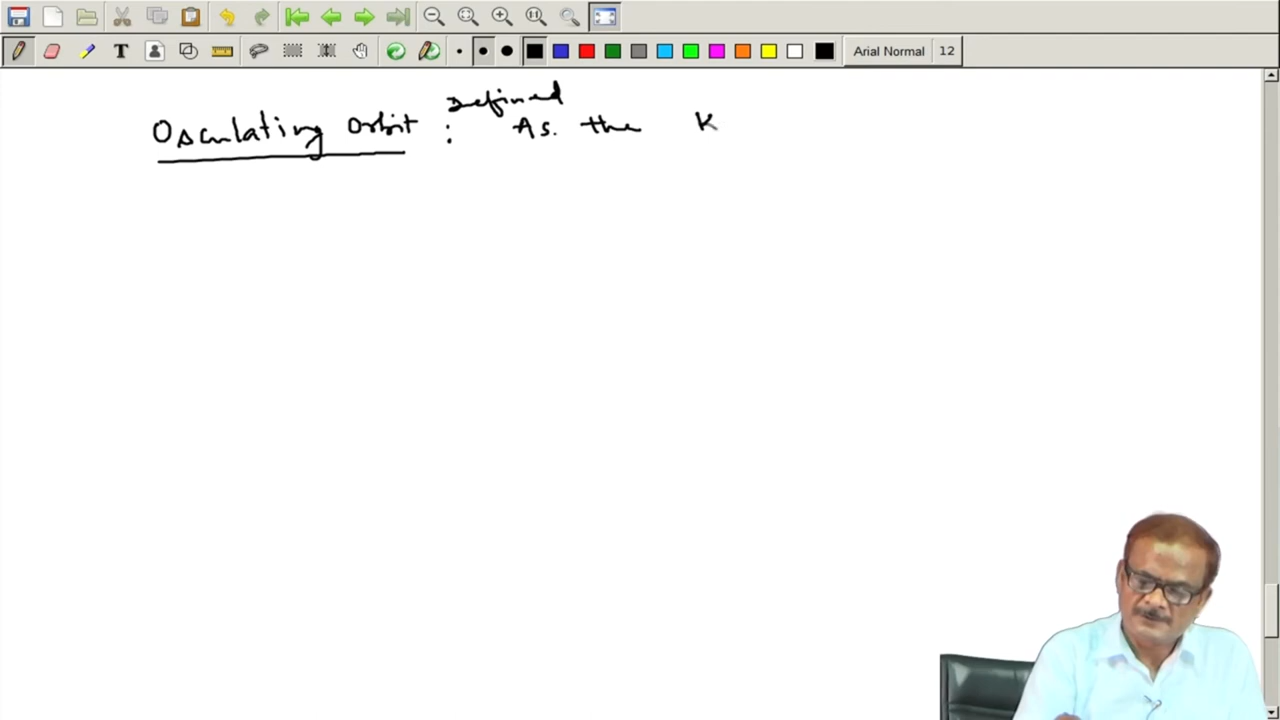 T
Arial Normal 12
Defined
Osculating Orbit : As. the K